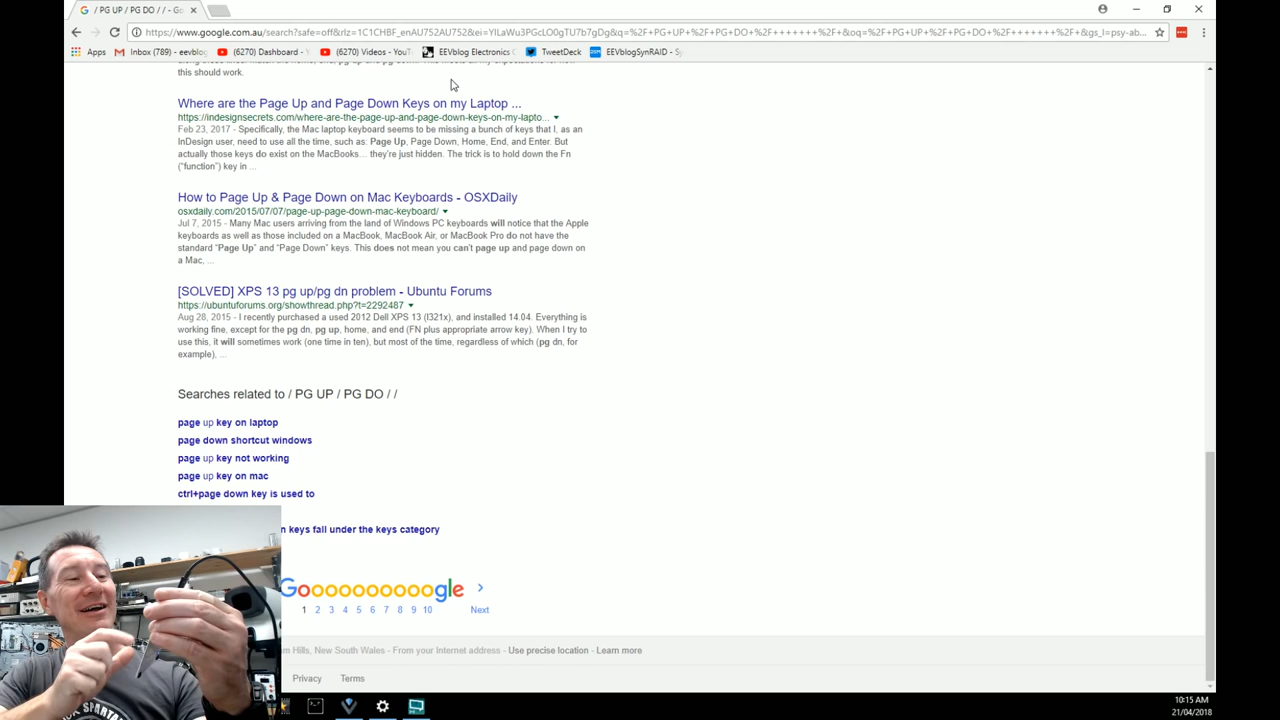 / PG UP / PG DO / / - Go
https://www.google.com.au/search?safe=off&rlz=1C1CHBF_enAU752AU752&ei=YILaWu3PGcLO0gTU7b7gDg&q=%2F+PG+UP+%2F+PG+DO+%2F+++++++%2F+&oq=%2F+PG+UP+%2F+PG+DO+%2F+++++++%2F+&gs_l=psy-ab...
Apps Inbox (789) - eevblog (6270) Dashboard - (6270) Videos - YouT EEVblog Electronics TweetDeck EEVblogSynRAID - Sy
this should work.
Where are the Page Up and Page Down Keys on my Laptop ...
https://indesignsecrets.com/where-are-the-page-up-and-page-down-keys-on-my-lapto...
Feb 23, 2017 - Specifically, the Mac laptop keyboard seems to be missing a bunch of keys that I, as an
InDesign user, need to use all the time, such as: Page Up, Page Down, Home, End, and Enter. But
actually those keys do exist on the MacBooks... they're just hidden. The trick is to hold down the Fn
("function") key in ...
How to Page Up & Page Down on Mac Keyboards - OSXDaily
osxdaily.com/2015/07/07/page-up-page-down-mac-keyboard/
Jul 7, 2015 - Many Mac users arriving from the land of Windows PC keyboards will notice that the Apple
keyboards as well as those included on a MacBook, MacBook Air, or MacBook Pro do not have the
standard "Page Up" and "Page Down" keys. This does not mean you can't page up and page down on
a Mac, ...
[SOLVED] XPS 13 pg up/pg dn problem - Ubuntu Forums
https://ubuntuforums.org/showthread.php?t=2292487
Aug 28, 2015 - I recently purchased a used 2012 Dell XPS 13 (l321x), and installed 14.04. Everything is
working fine, except for the pg dn, pg up, home, and end (FN plus appropriate arrow key). When I try to
use this, it will sometimes work (one time in ten), but most of the time, regardless of which (pg dn, for
example), ...
Searches related to / PG UP / PG DO / /
page up key on laptop
page down shortcut windows
page up key not working
page up key on mac
ctrl+page down key is used to
n keys fall under the keys category
Goooooooooogle
1 2 3 4 5 6 7 8 9 10 Next
am Hills, New South Wales - From your Internet address - Use precise location - Learn more
Privacy Terms
10:15 AM
21/04/2018